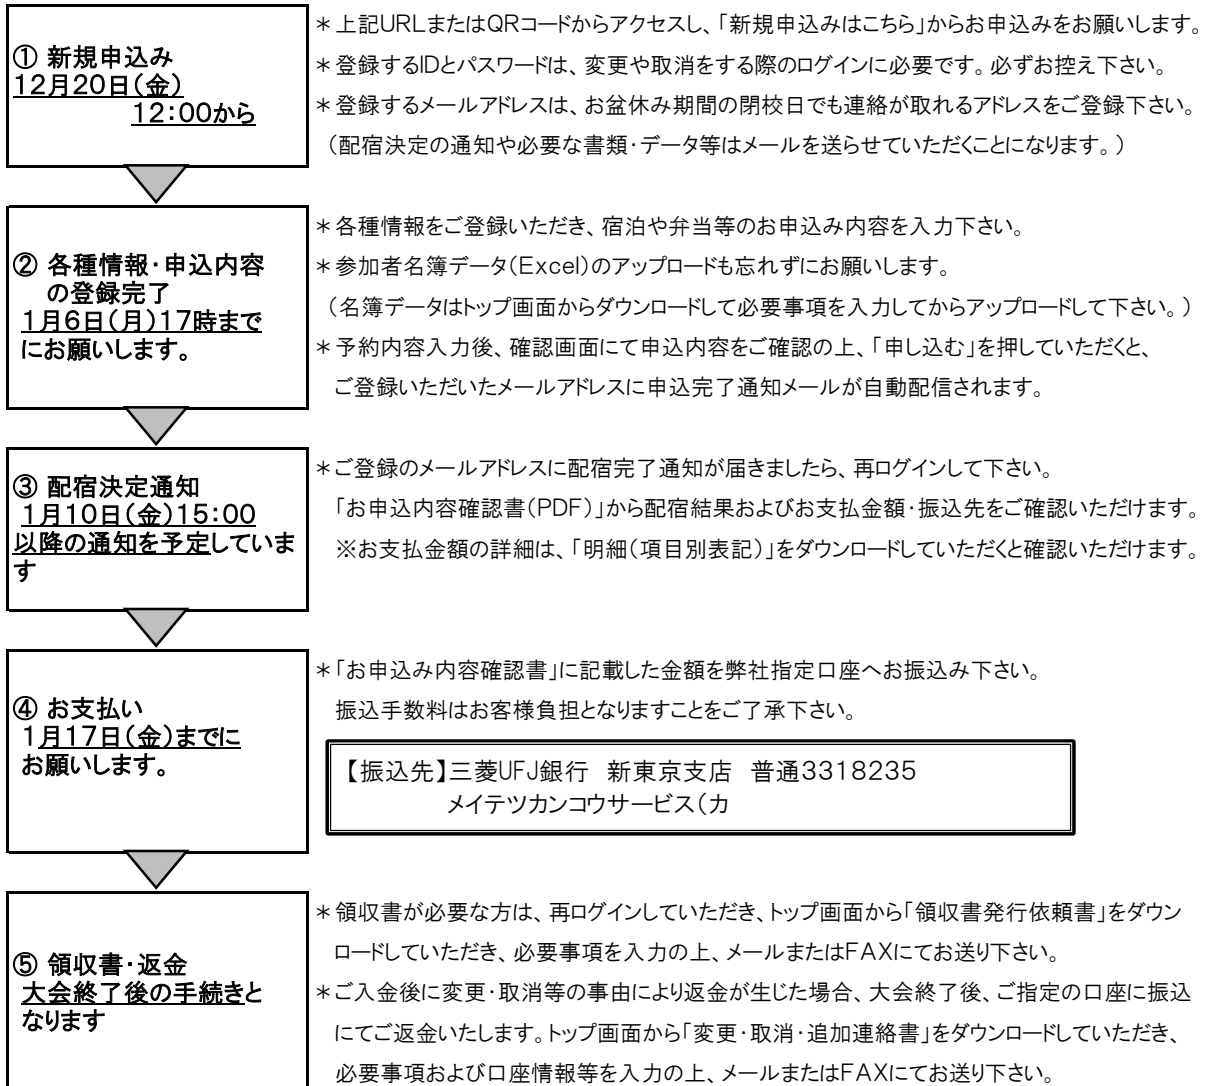 ① 新規申込み
12月20日(金)
12:00から
＊上記URLまたはQRコードからアクセスし、「新規申込みはこちら」からお申込みをお願いします。
＊登録するIDとパスワードは、変更や取消をする際のログインに必要です。必ずお控え下さい。
＊登録するメールアドレスは、お盆休み期間の閉校日でも連絡が取れるアドレスをご登録下さい。
（配宿決定の通知や必要な書類・データ等はメールを送らせていただくことになります。）
② 各種情報・申込内容
の登録完了
1月6日(月)17時まで
にお願いします。
＊各種情報をご登録いただき、宿泊や弁当等のお申込み内容を入力下さい。
＊参加者名簿データ(Excel)のアップロードも忘れずにお願いします。
（名簿データはトップ画面からダウンロードして必要事項を入力してからアップロードして下さい。）
＊予約内容入力後、確認画面にて申込内容をご確認の上、「申し込む」を押していただくと、
ご登録いただいたメールアドレスに申込完了通知メールが自動配信されます。
③ 配宿決定通知
1月10日(金)15:00
以降の通知を予定していま
す
＊ご登録のメールアドレスに配宿完了通知が届きましたら、再ログインして下さい。
「お申込内容確認書(PDF)」から配宿結果およびお支払金額・振込先をご確認いただけます。
※お支払金額の詳細は、「明細(項目別表記)」をダウンロードしていただくと確認いただけます。
④ お支払い
1月17日(金)までに
お願いします。
＊「お申込み内容確認書」に記載した金額を弊社指定口座へお振込み下さい。
振込手数料はお客様負担となりますことをご了承下さい。
【振込先】三菱UFJ銀行 新東京支店 普通3318235
メイテツカンコウサービス(カ
⑤ 領収書・返金
大会終了後の手続きと
なります
＊領収書が必要な方は、再ログインしていただき、トップ画面から「領収書発行依頼書」をダウン
ロードしていただき、必要事項を入力の上、メールまたはFAXにてお送り下さい。
＊ご入金後に変更・取消等の事由により返金が生じた場合、大会終了後、ご指定の口座に振込
にてご返金いたします。トップ画面から「変更・取消・追加連絡書」をダウンロードしていただき、
必要事項および口座情報等を入力の上、メールまたはFAXにてお送り下さい。